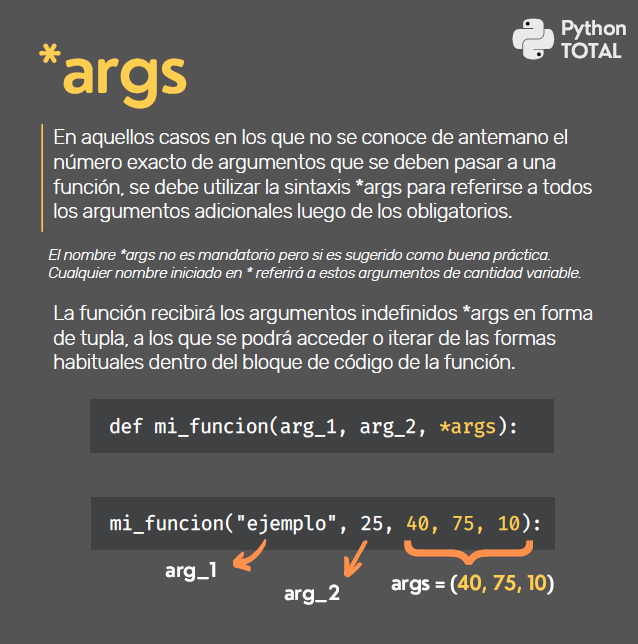 Python
TOTAL
*args
En aquellos casos en los que no se conoce de antemano el
número exacto de argumentos que se deben pasar a una
función, se debe utilizar la sintaxis *args para referirse a todos
los argumentos adicionales luego de los obligatorios.
El nombre *args no es mandatorio pero si es sugerido como buena práctica.
Cualquier nombre iniciado en * referirá a estos argumentos de cantidad variable.
La función recibirá los argumentos indefinidos *args en forma
de tupla, a los que se podrá acceder o iterar de las formas
habituales dentro del bloque de código de la función.
def mi_funcion(arg_1, arg_2, *args):
mi_funcion("ejemplo", 25, 40, 75, 10):
arg_1
arg_2
args = (40, 75, 10)